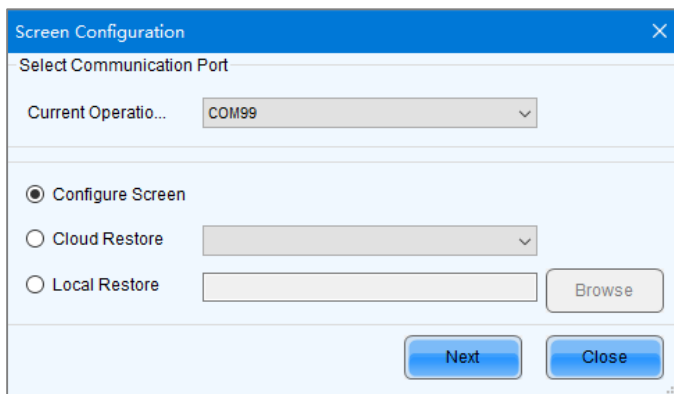 Screen Configuration
Select Communication Port
Current Operatio... COM99
Configure Screen
Cloud Restore
Local Restore Browse
Next Close